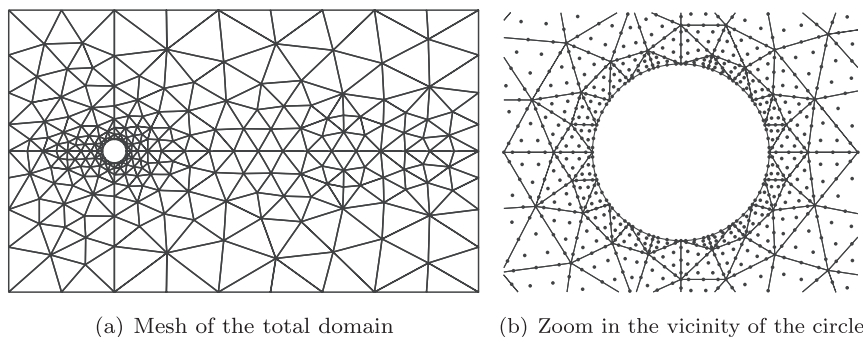 (a) Mesh of the total domain
(b) Zoom in the vicinity of the circle